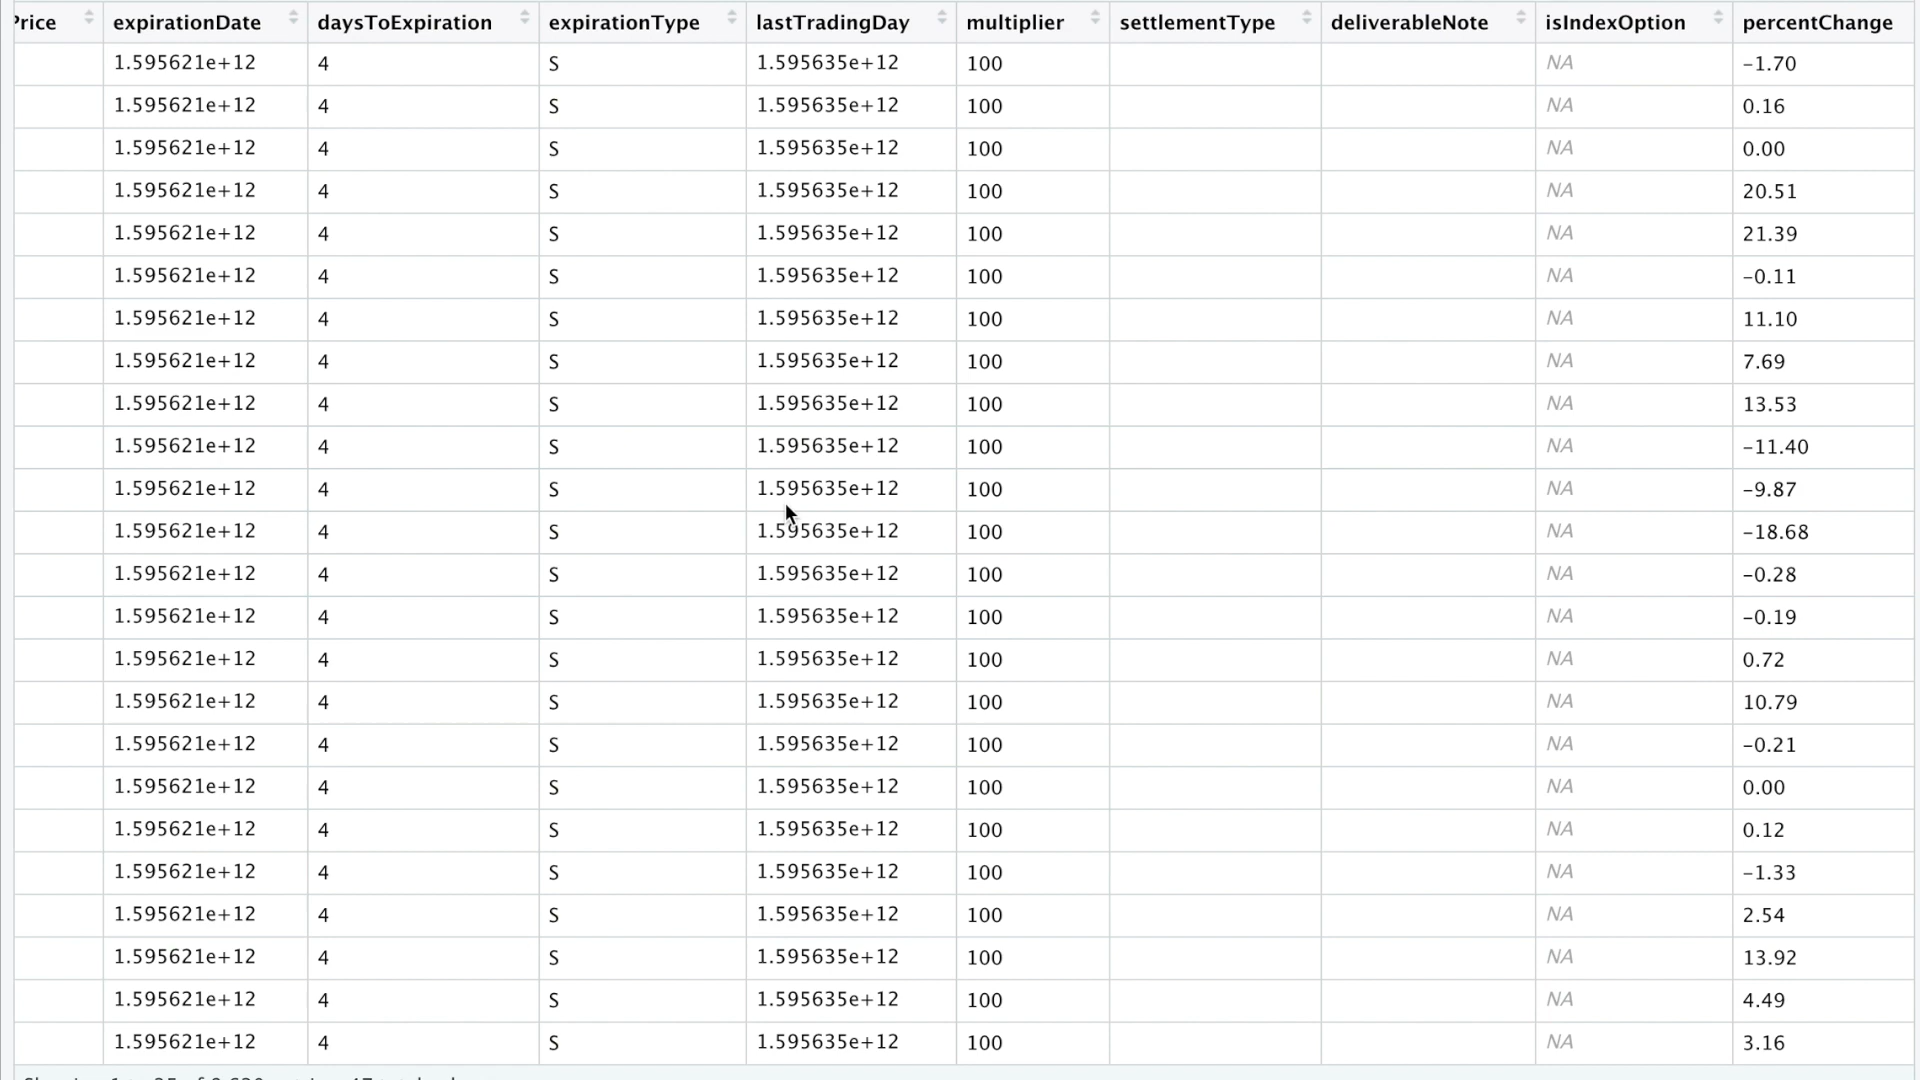 Price expirationDate daysToExpiration expirationType lastTradingDay multiplier settlementType deliverableNote isIndexOption percentChange
1.595621e+12 4 S 1.595635e+12 100 NA -1.70
1.595621e+12 4 S 1.595635e+12 100 NA 0.16
1.595621e+12 4 S 1.595635e+12 100 NA 0.00
1.595621e+12 4 S 1.595635e+12 100 NA 20.51
1.595621e+12 4 S 1.595635e+12 100 NA 21.39
1.595621e+12 4 S 1.595635e+12 100 NA -0.11
1.595621e+12 4 S 1.595635e+12 100 NA 11.10
1.595621e+12 4 S 1.595635e+12 100 NA 7.69
1.595621e+12 4 S 1.595635e+12 100 NA 13.53
1.595621e+12 4 S 1.595635e+12 100 NA -11.40
1.595621e+12 4 S 1.595635e+12 100 NA -9.87
1.595621e+12 4 S 1.595635e+12 100 NA -18.68
1.595621e+12 4 S 1.595635e+12 100 NA -0.28
1.595621e+12 4 S 1.595635e+12 100 NA -0.19
1.595621e+12 4 S 1.595635e+12 100 NA 0.72
1.595621e+12 4 S 1.595635e+12 100 NA 10.79
1.595621e+12 4 S 1.595635e+12 100 NA -0.21
1.595621e+12 4 S 1.595635e+12 100 NA 0.00
1.595621e+12 4 S 1.595635e+12 100 NA 0.12
1.595621e+12 4 S 1.595635e+12 100 NA -1.33
1.595621e+12 4 S 1.595635e+12 100 NA 2.54
1.595621e+12 4 S 1.595635e+12 100 NA 13.92
1.595621e+12 4 S 1.595635e+12 100 NA 4.49
1.595621e+12 4 S 1.595635e+12 100 NA 3.16